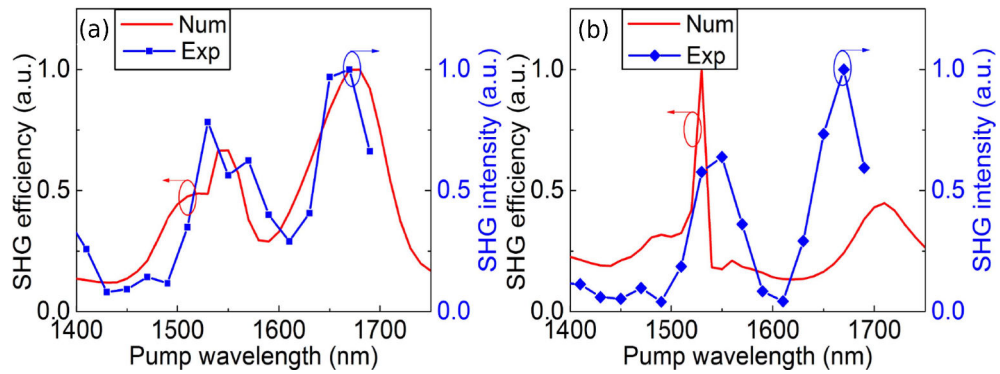 (a)
Num
Exp
SHG efficiency (a.u.)
1.0
0.5
0.0
1.0
0.5
0.0
SHG intensity (a.u.)
1400 1500 1600 1700
Pump wavelength (nm)
(b)
Num
Exp
SHG efficiency (a.u.)
1.0
0.5
0.0
1.0
0.5
0.0
SHG intensity (a.u.)
1400 1500 1600 1700
Pump wavelength (nm)